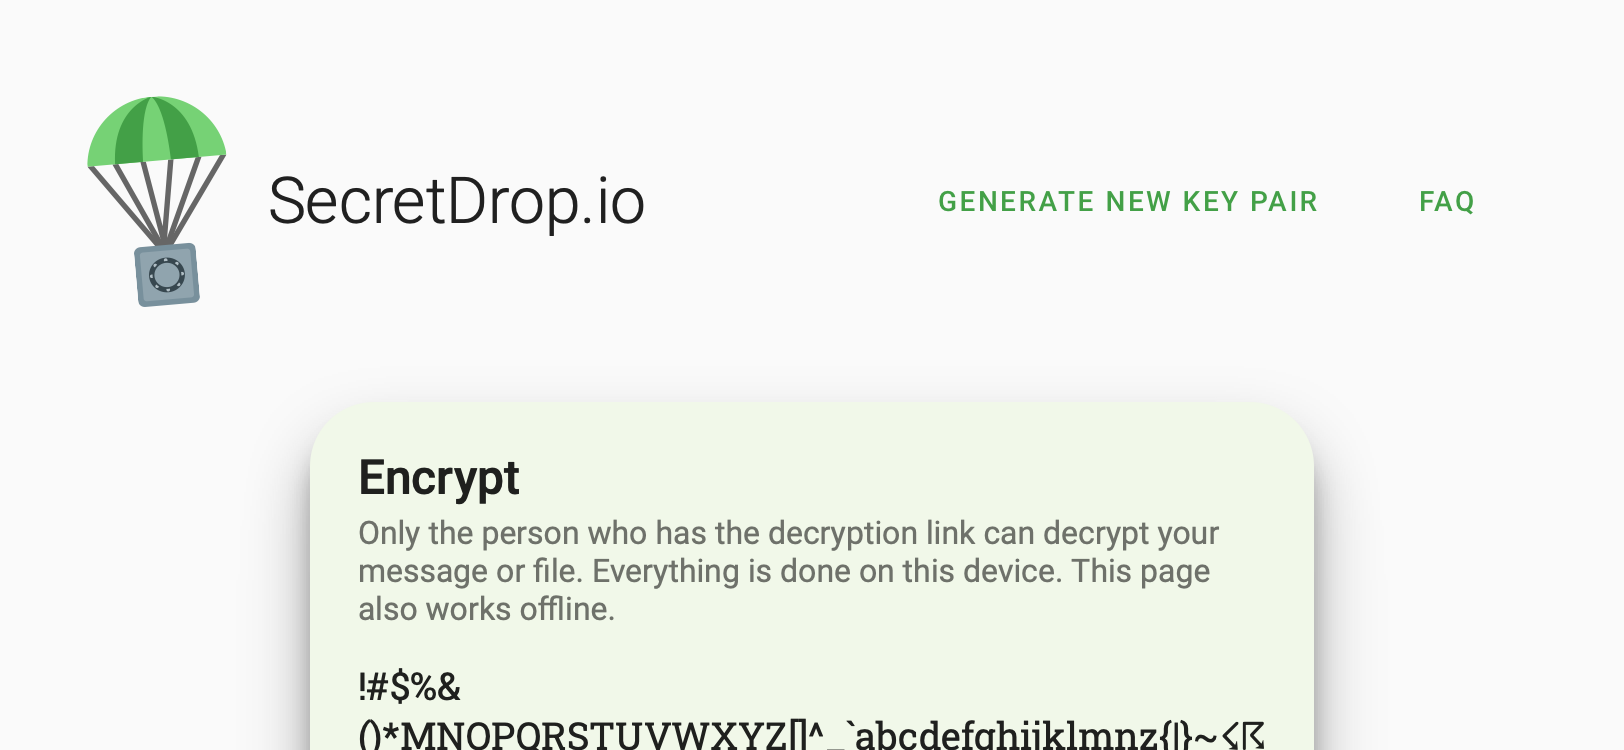 SecretDrop.io
GENERATE NEW KEY PAIR
FAQ
Encrypt
Only the person who has the decryption link can decrypt your
message or file. Everything is done on this device. This page
also works offline.
!#$%&
()*MNOPQRSTUVWXYZ[]^_`abcdefghijklmnz{|}~☇☈